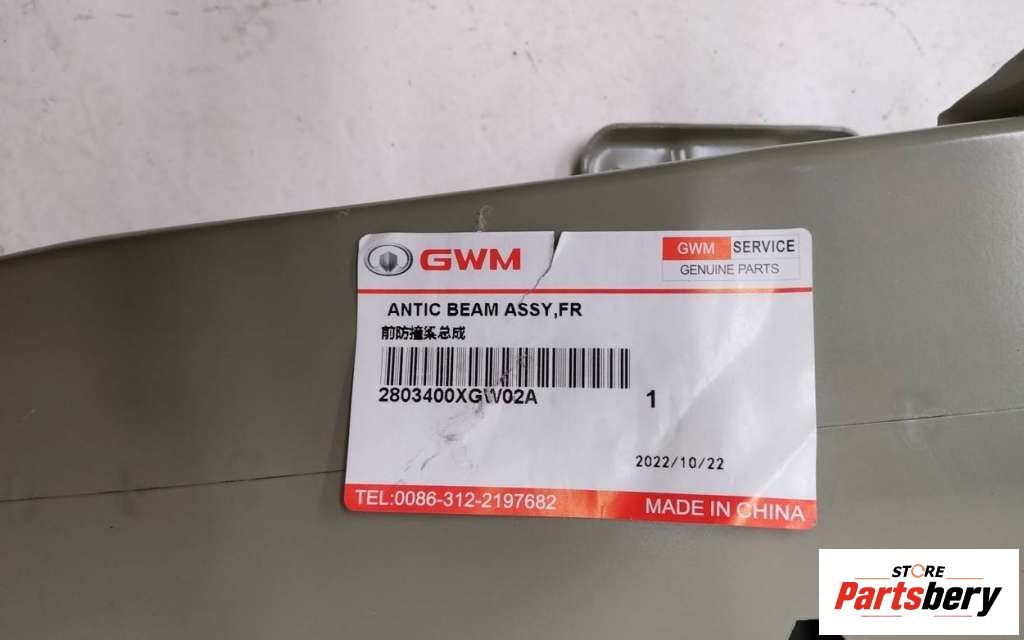 GWM
GWM SERVICE
GENUINE PARTS
ANTIC BEAM ASSY,FR
前防撞梁总成
2803400XGW02A
1
2022/10/22
TEL:0086-312-2197682
MADE IN CHINA
STORE
Partsbery